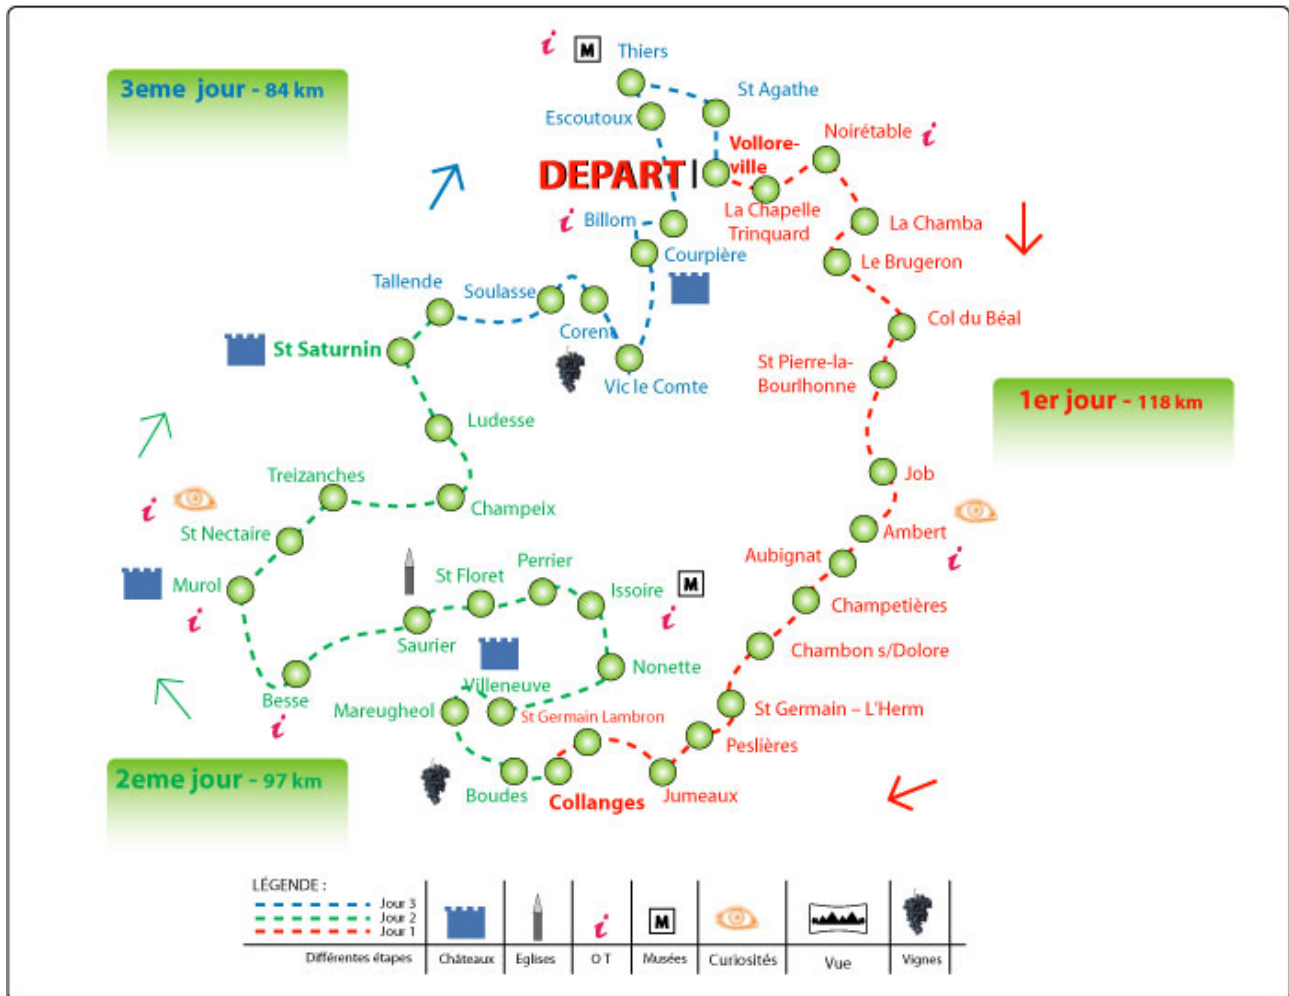 Thiers
3eme jour - 84 km
St Agathe
Escoutoux
Noirétable
Vollore-
ville
DEPART
La Chapelle
Trinquard
Billom
La Chamba
Courpière
Le Brugeron
Tallende
Soulasse
Col du Béal
Corent
St Saturnin
St Pierre-la-
Bourlhonne
Vic le Comte
1er jour - 118 km
Ludesse
Treizanches
Job
Champeix
St Nectaire
Ambert
Aubignat
Perrier
St Floret
Murol
Issoire
Champetières
Saurier
Chambon s/Dolore
Nonette
Villeneuve
Besse
Mareugheol
St Germain Lambron
St Germain – L'Herm
Peslières
2eme jour - 97 km
Boudes
Collanges
Jumeaux
LÉGENDE :
Jour 3
Jour 2
Jour 1
Différentes étapes
Châteaux
Eglises
O T
Musées
Curiosités
Vue
Vignes
M
M
M